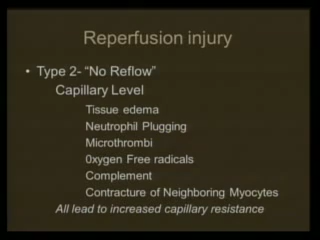 Reperfusion injury
• Type 2- “No Reflow”
Capillary Level
Tissue edema
Neutrophil Plugging
Microthrombi
0xygen Free radicals
Complement
Contracture of Neighboring Myocytes
All lead to increased capillary resistance